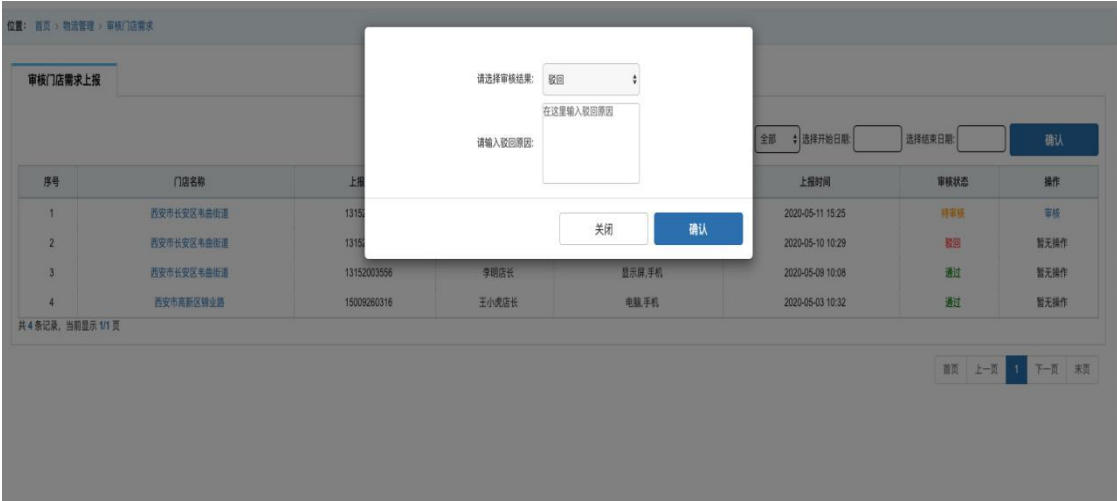 位置： 首页 > 物流管理 > 审核门店需求
审核门店需求上报
请选择审核结果: 驳回
在这里输入驳回原因
请输入驳回原因:
关闭 确认
全部 选择开始日期: 选择结束日期: 确认
序号 门店名称 上报 上报时间 审核状态 操作
1 西安市长安区韦曲街道 13152 2020-05-11 15:25 待审核 审核
2 西安市长安区韦曲街道 13152 2020-05-10 10:29 驳回 暂无操作
3 西安市长安区韦曲街道 13152003556 李明店长 显示屏,手机 2020-05-09 10:08 通过 暂无操作
4 西安市高新区锦业路 15009260316 王小虎店长 电脑,手机 2020-05-03 10:32 通过 暂无操作
共 4 条记录，当前显示 1/1 页
首页 上一页 1 下一页 末页